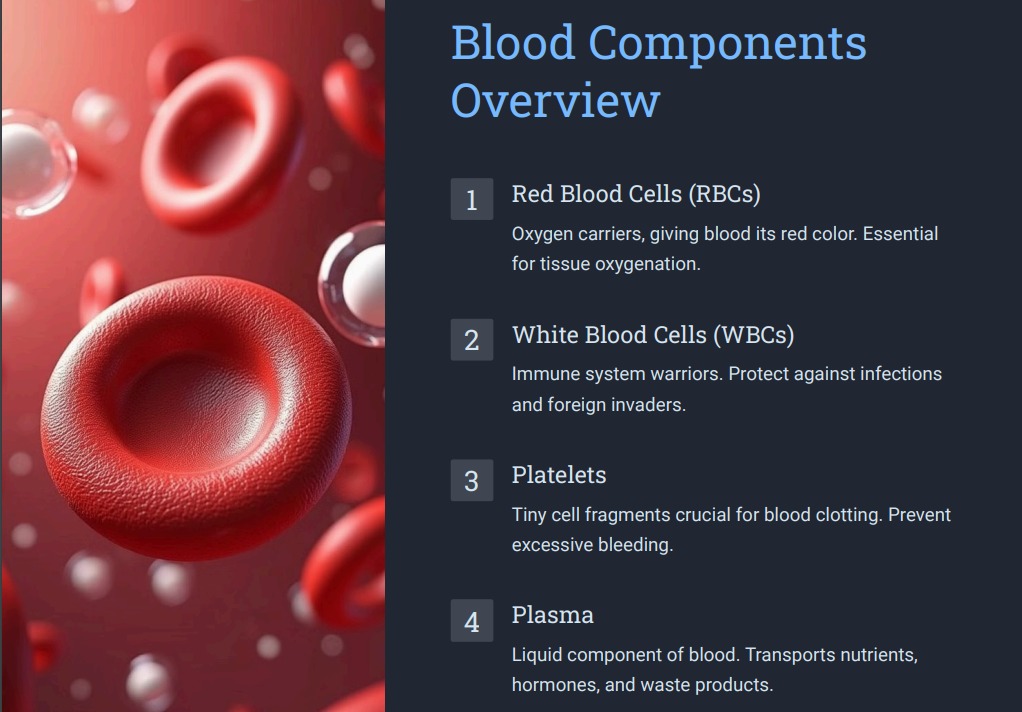 Blood Components
Overview
1
Red Blood Cells (RBCs)
Oxygen carriers, giving blood its red color. Essential
for tissue oxygenation.
2
White Blood Cells (WBCs)
Immune system warriors. Protect against infections
and foreign invaders.
3
Platelets
Tiny cell fragments crucial for blood clotting. Prevent
excessive bleeding.
4
Plasma
Liquid component of blood. Transports nutrients,
hormones, and waste products.